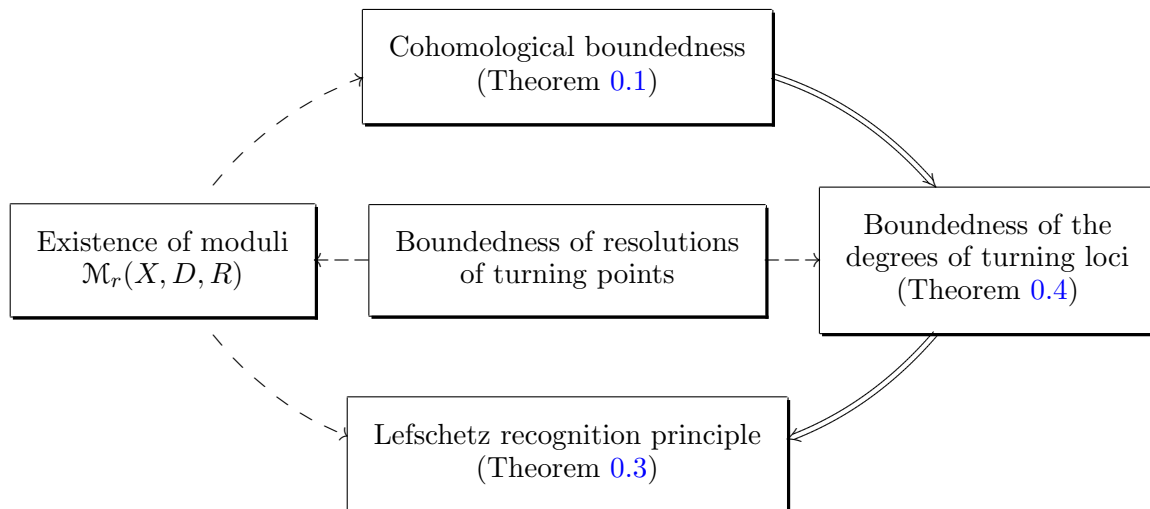 Cohomological boundedness
(Theorem 0.1)
Existence of moduli
ℳr(X, D, R)
Boundedness of resolutions
of turning points
Boundedness of the
degrees of turning loci
(Theorem 0.4)
Lefschetz recognition principle
(Theorem 0.3)